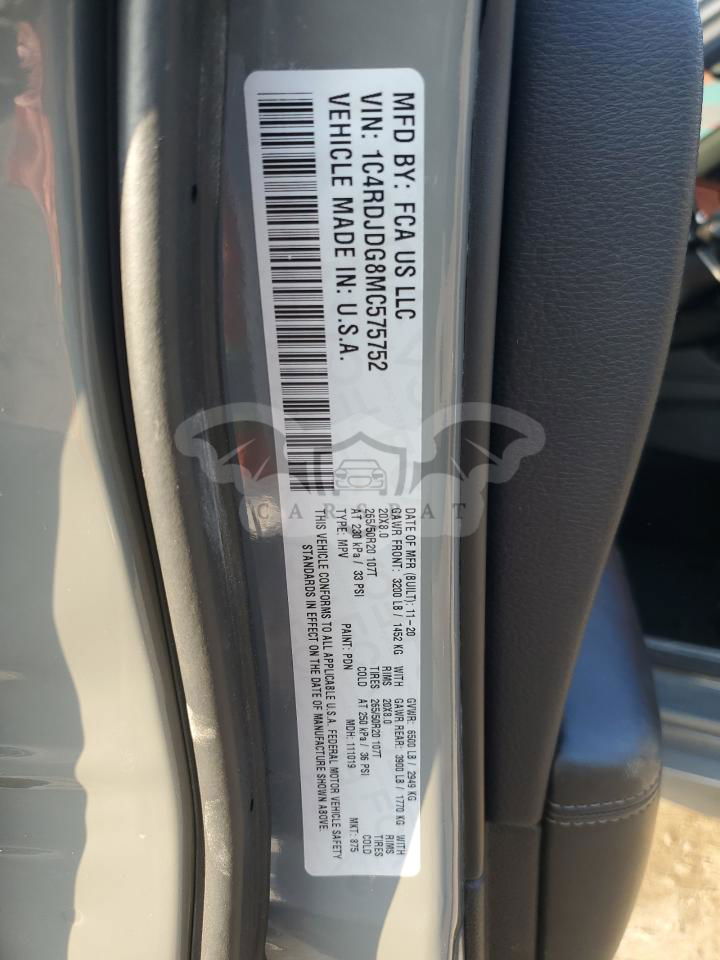 MFD BY: FCA US LLC
VIN: 1C4RDJDG8MC575752
VEHICLE MADE IN: U.S.A.
DATE OF MFR (BUILT): 11-20 GVWR: 6500 LB / 2949 KG
GAWR FRONT: 3200 LB / 1452 KG WITH GAWR REAR: 3900 LB / 1770 KG WITH
20X8.0 RIMS 20X8.0 RIMS
265/50R20 107T TIRES 265/50R20 107T TIRES
AT 230 kPa / 33 PSI COLD AT 250 kPa / 36 PSI COLD
TYPE: MPV PAINT: PDN MDH: 111019 MKT: 875
THIS VEHICLE CONFORMS TO ALL APPLICABLE U.S.A. FEDERAL MOTOR VEHICLE SAFETY
STANDARDS IN EFFECT ON THE DATE OF MANUFACTURE SHOWN ABOVE.